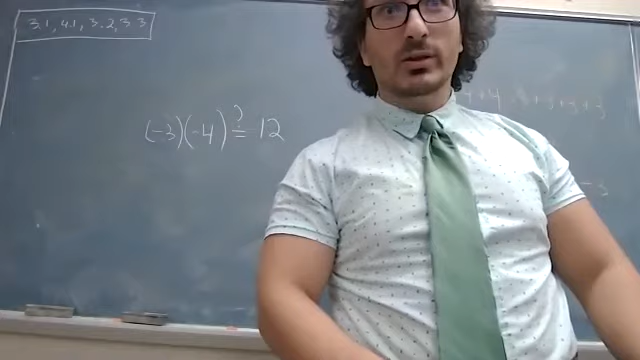 3.1, 4.1, 3.2, 3.3
(-3)(-4) ≟ 12